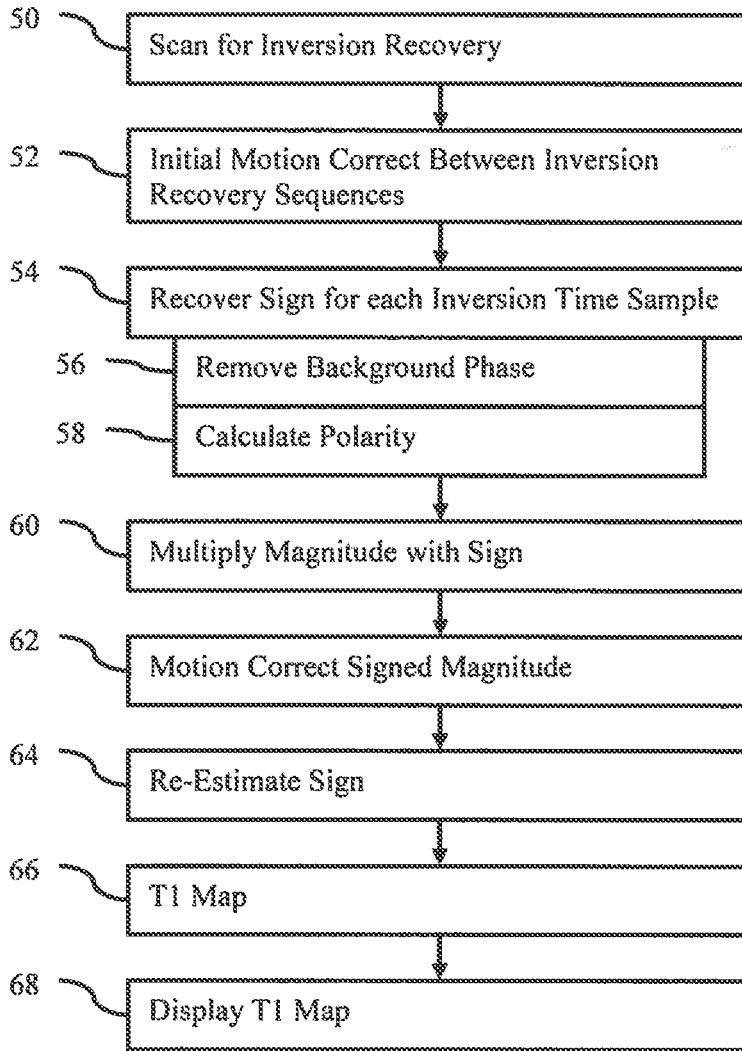 50 Scan for Inversion Recovery
52 Initial Motion Correct Between Inversion
Recovery Sequences
54 Recover Sign for each Inversion Time Sample
56 Remove Background Phase
58 Calculate Polarity
60 Multiply Magnitude with Sign
62 Motion Correct Signed Magnitude
64 Re-Estimate Sign
66 T1 Map
68 Display T1 Map